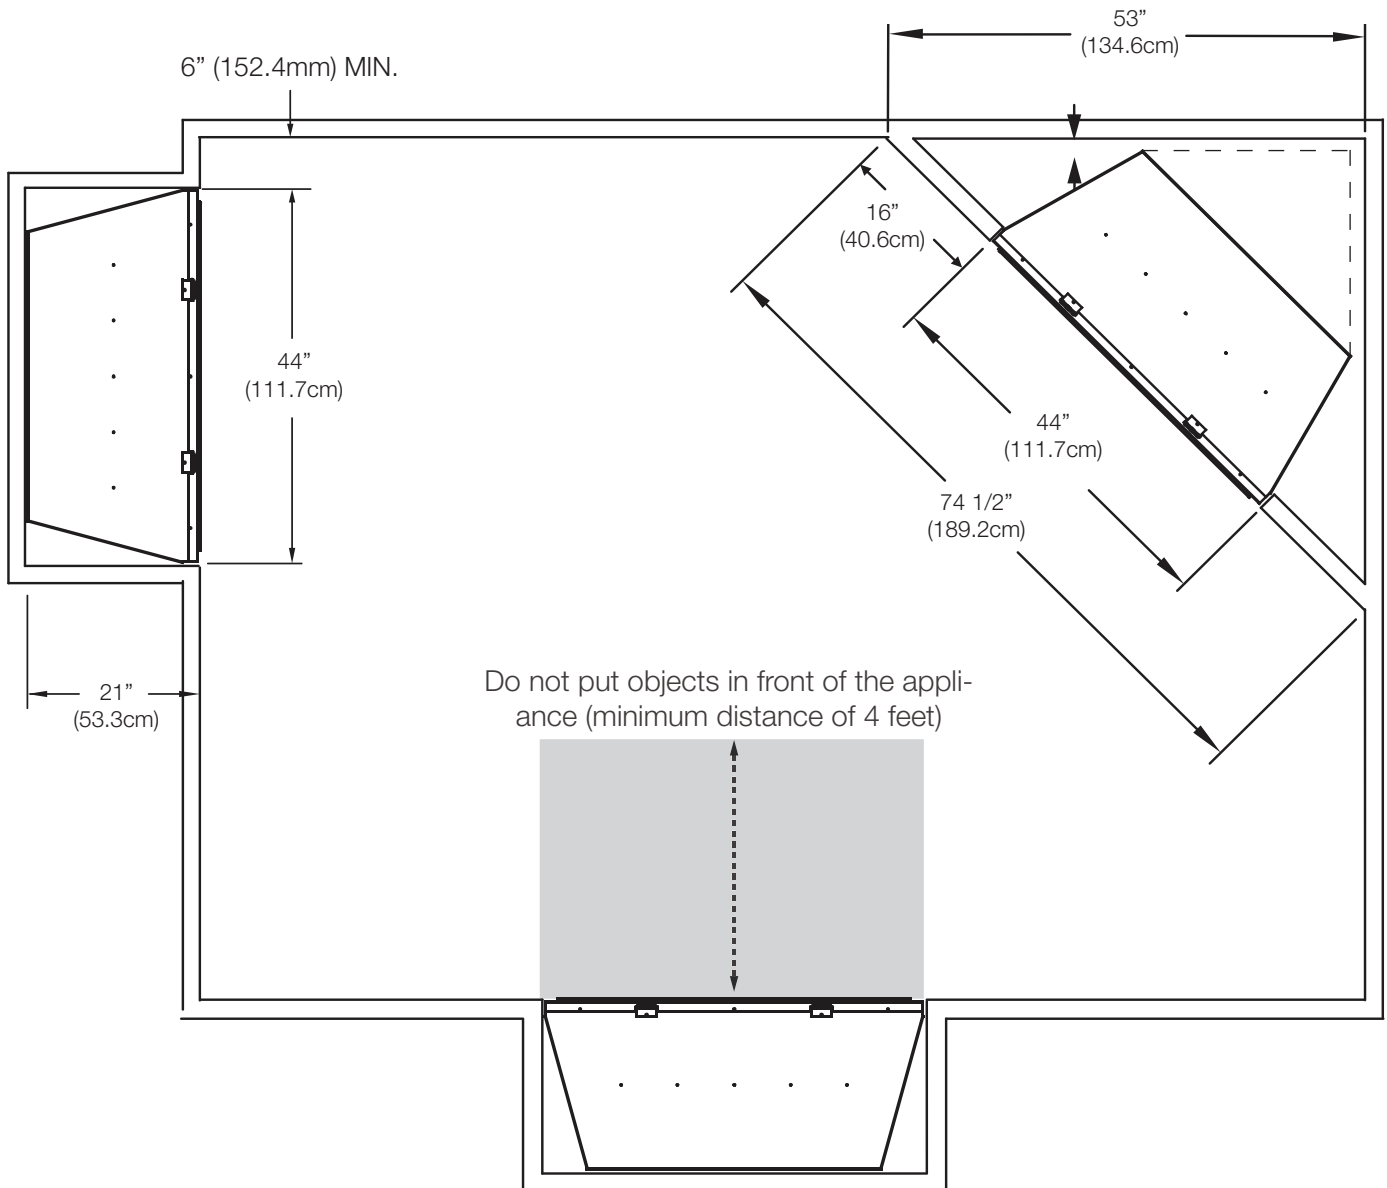 53”
(134.6cm)
6” (152.4mm) MIN.
16”
(40.6cm)
44”
(111.7cm)
44”
(111.7cm)
74 1/2”
(189.2cm)
21”
(53.3cm)
Do not put objects in front of the appli-
ance (minimum distance of 4 feet)